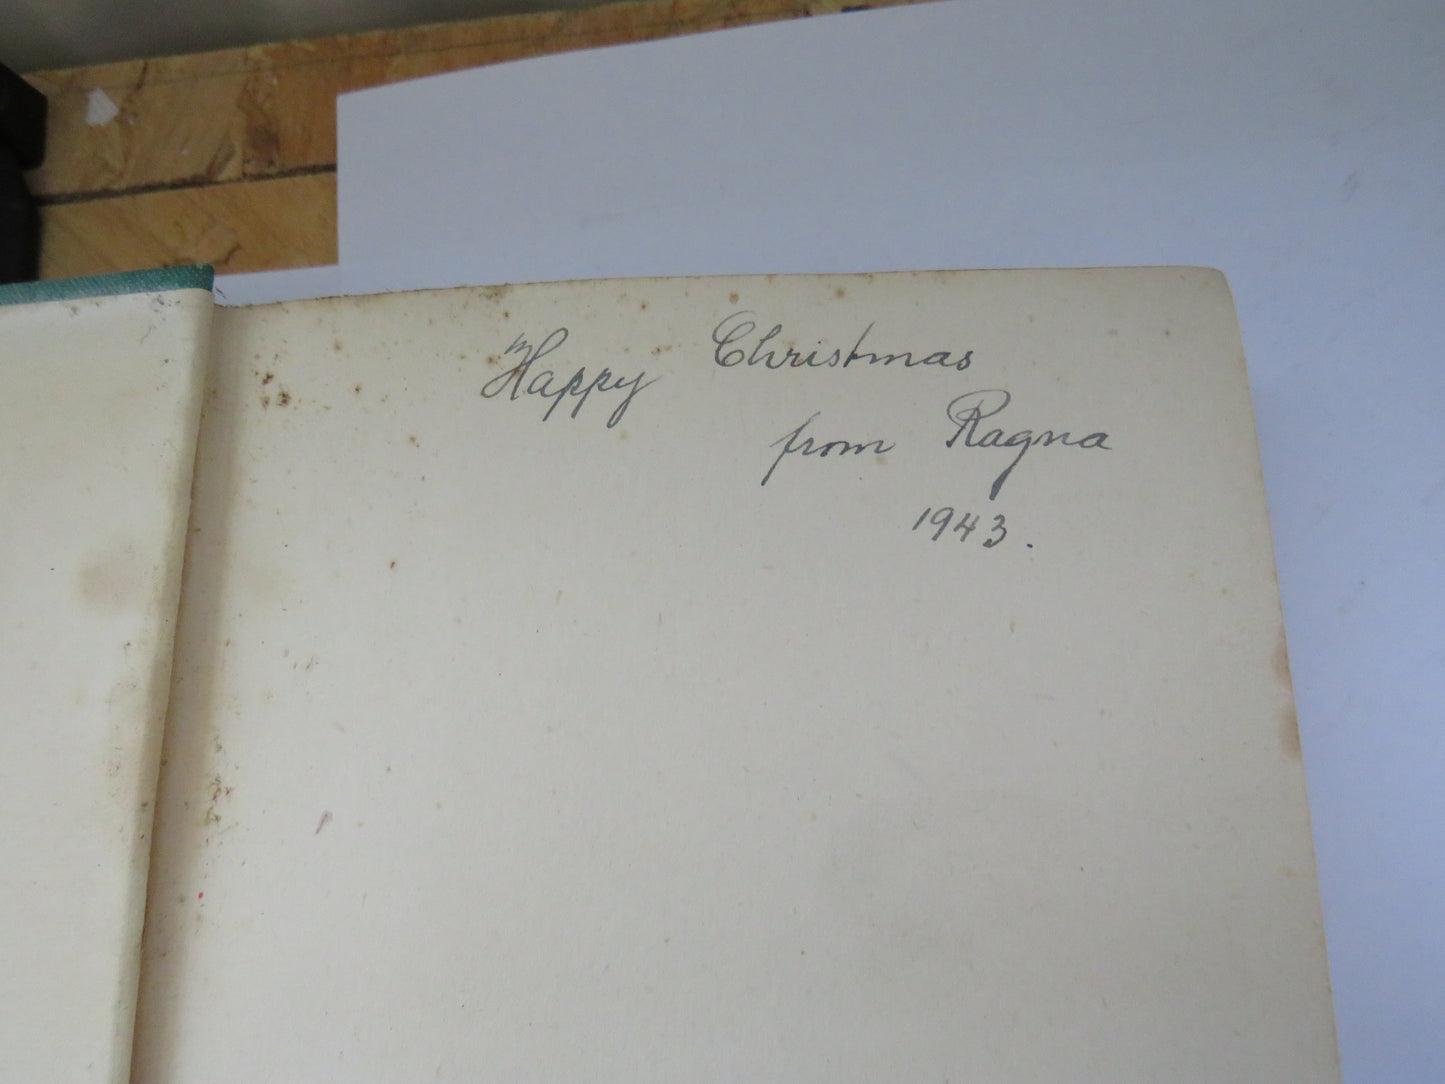 Happy Christmas
from Ragna
1943.